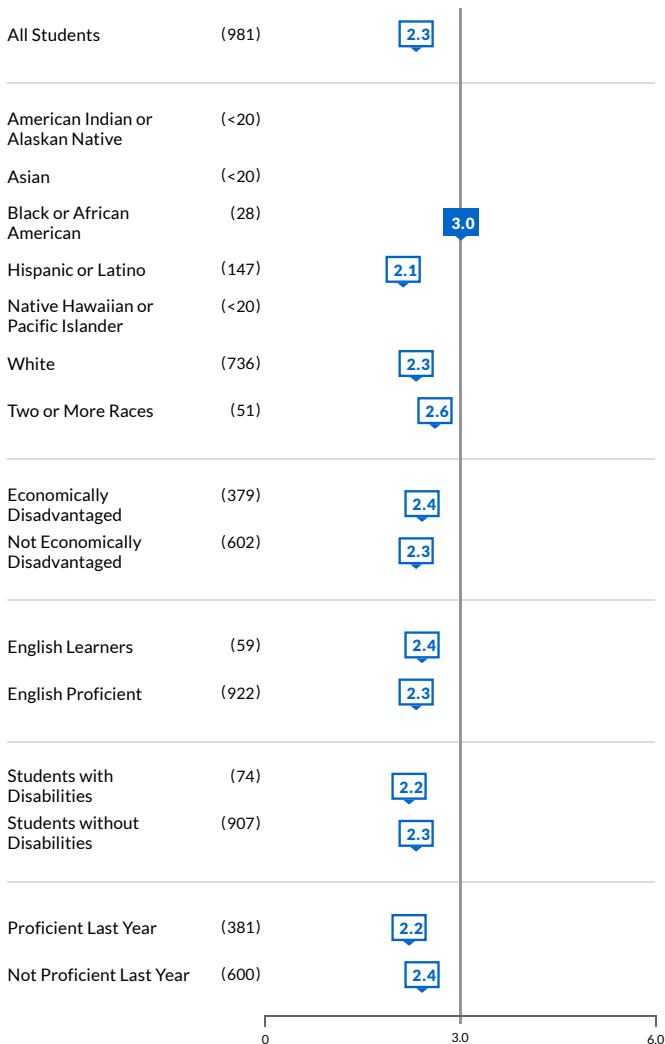 All Students (981) 2.3
American Indian or (<20)
Alaskan Native
Asian (<20)
Black or African (28) 3.0
American
Hispanic or Latino (147) 2.1
Native Hawaiian or (<20)
Pacific Islander
White (736) 2.3
Two or More Races (51) 2.6
Economically (379) 2.4
Disadvantaged
Not Economically (602) 2.3
Disadvantaged
English Learners (59) 2.4
English Proficient (922) 2.3
Students with (74) 2.2
Disabilities
Students without (907) 2.3
Disabilities
Proficient Last Year (381) 2.2
Not Proficient Last Year (600) 2.4
0 3.0 6.0